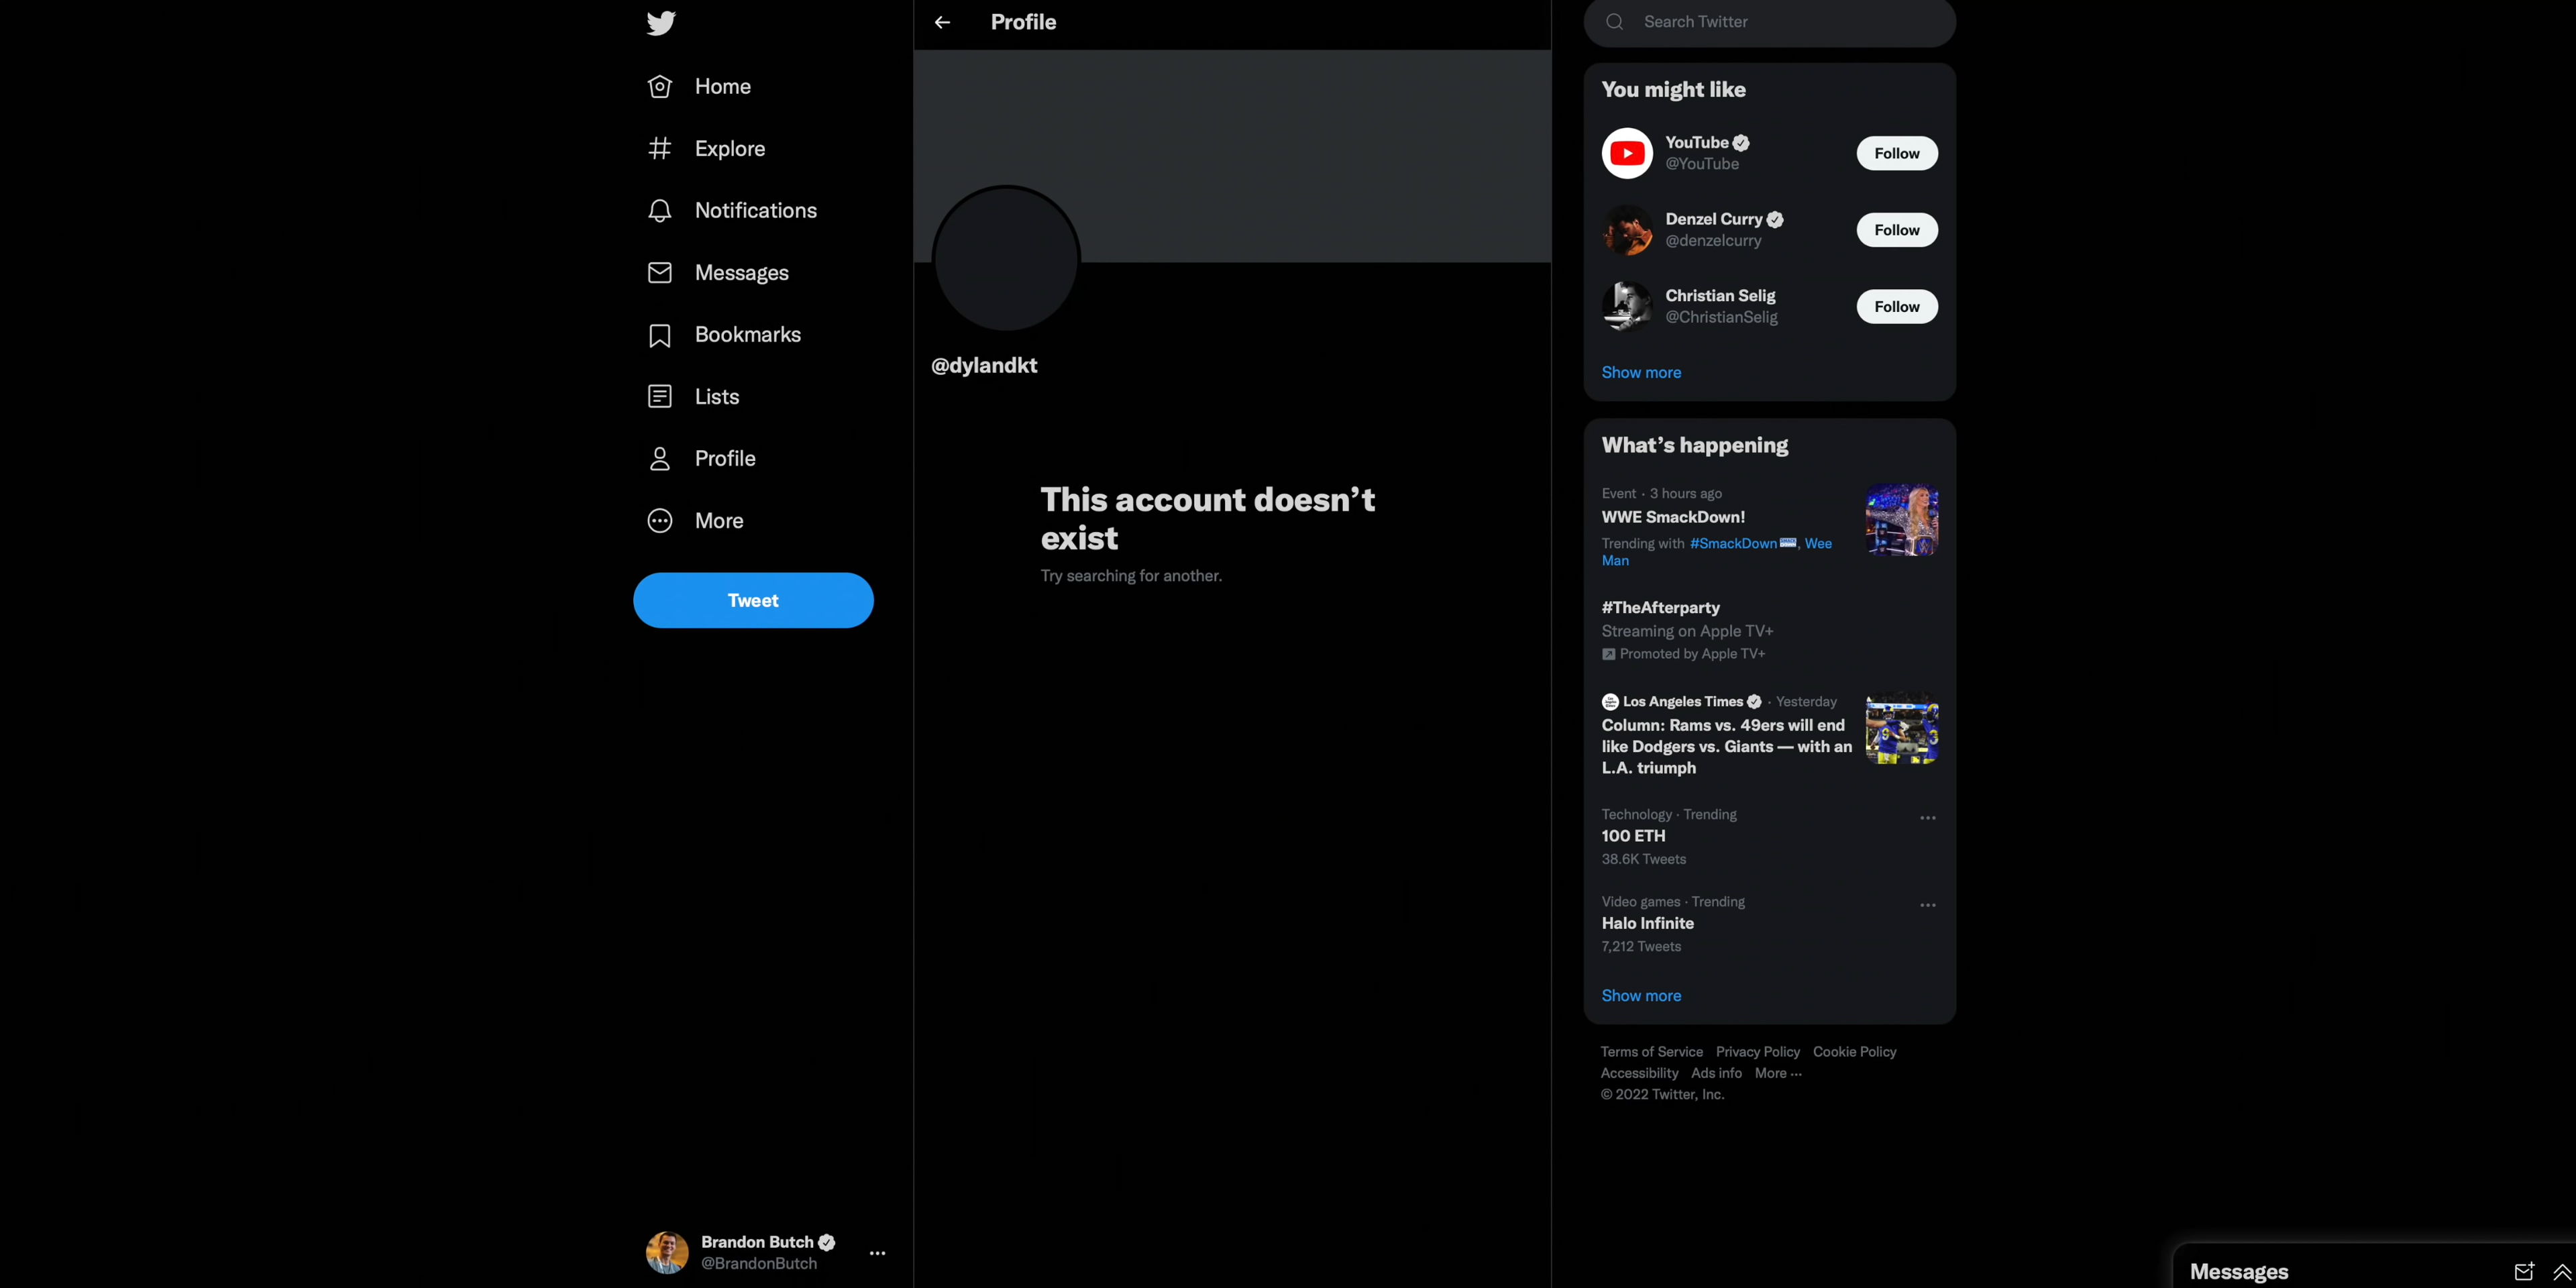 Home
Explore
Notifications
Messages
Bookmarks
Lists
Profile
More
Tweet
Brandon Butch
@BrandonButch
Profile
@dylandkt
This account doesn’t
exist
Try searching for another.
Search Twitter
You might like
YouTube
@YouTube
Follow
Denzel Curry
@denzelcurry
Follow
Christian Selig
@ChristianSelig
Follow
Show more
What’s happening
Event · 3 hours ago
WWE SmackDown!
Trending with #SmackDown, Wee
Man
#TheAfterparty
Streaming on Apple TV+
Promoted by Apple TV+
Los Angeles Times · Yesterday
Column: Rams vs. 49ers will end
like Dodgers vs. Giants — with an
L.A. triumph
Technology · Trending
100 ETH
38.6K Tweets
Video games · Trending
Halo Infinite
7,212 Tweets
Show more
Terms of Service Privacy Policy Cookie Policy
Accessibility Ads info More ···
© 2022 Twitter, Inc.
Messages